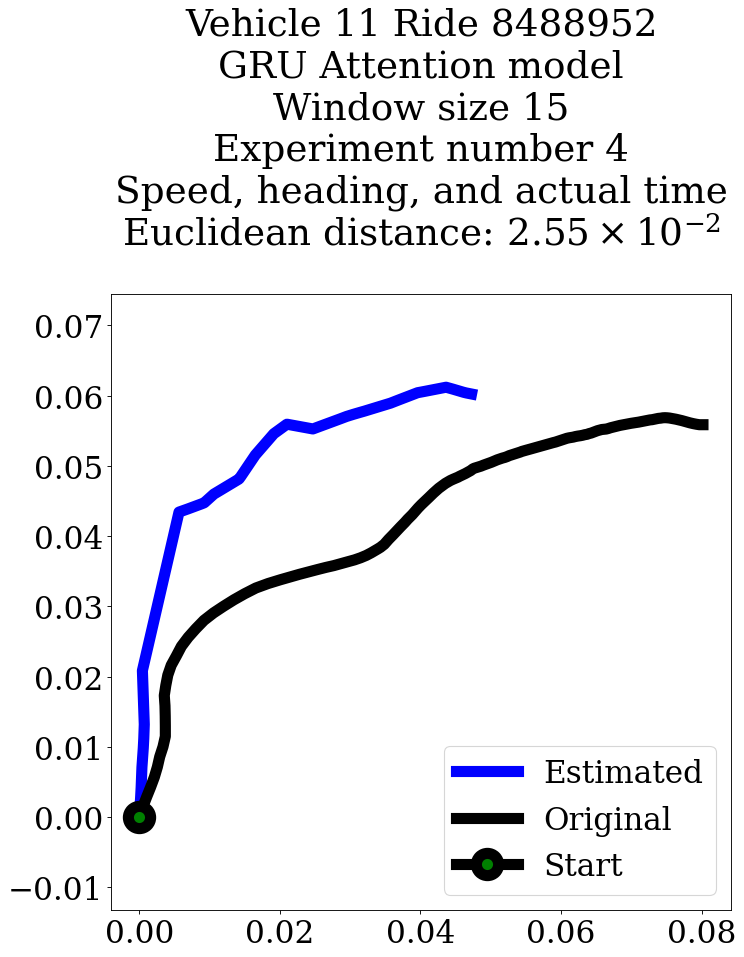 Vehicle 11 Ride 8488952
GRU Attention model
Window size 15
Experiment number 4
Speed, heading, and actual time
Euclidean distance: 2.55 × 10⁻²
0.07
0.06
0.05
0.04
0.03
0.02
0.01
0.00
−0.01
Estimated
Original
Start
0.00 0.02 0.04 0.06 0.08